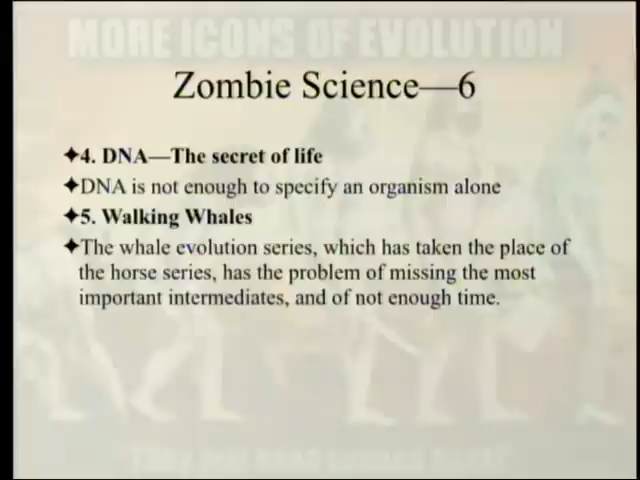 MORE ICONS OF EVOLUTION
Zombie Science—6
✦4. DNA—The secret of life
✦DNA is not enough to specify an organism alone
✦5. Walking Whales
✦The whale evolution series, which has taken the place of
the horse series, has the problem of missing the most
important intermediates, and of not enough time.